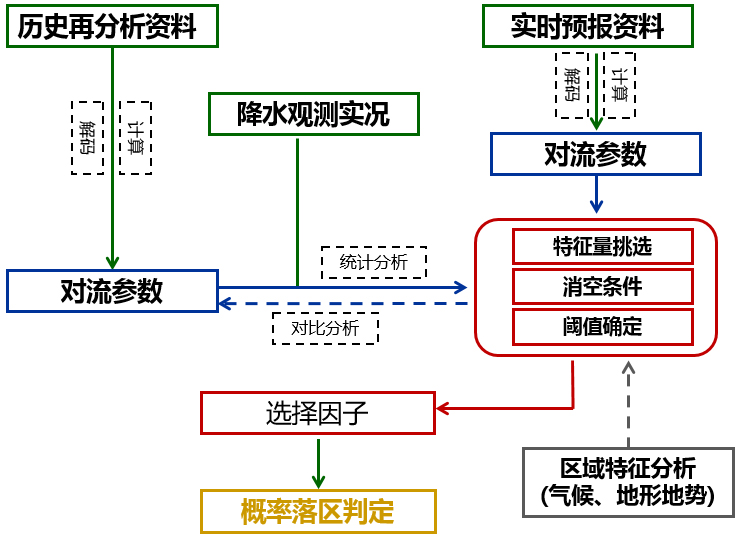 历史再分析资料
实时预报资料
解码
计算
降水观测实况
解码
计算
对流参数
对流参数
统计分析
对比分析
特征量挑选
消空条件
阈值确定
选择因子
区域特征分析
(气候、地形地势)
概率落区判定